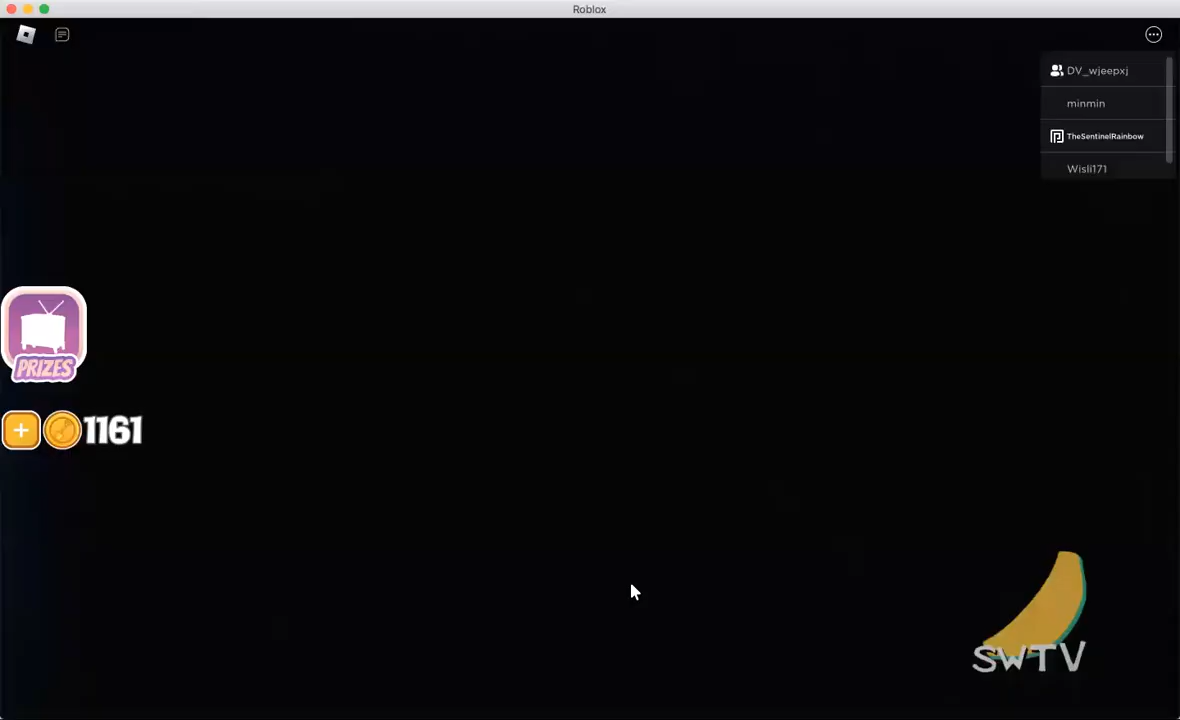 Roblox
DV_wjeepxj
minmin
TheSentinelRainbow
Wisli171
PRIZES
1161
SWTV